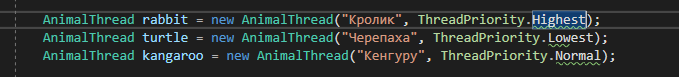 AnimalThread rabbit = new AnimalThread("Кролик", ThreadPriority.Highest);
AnimalThread turtle = new AnimalThread("Черепаха", ThreadPriority.Lowest);
AnimalThread kangaroo = new AnimalThread("Кенгуру", ThreadPriority.Normal);